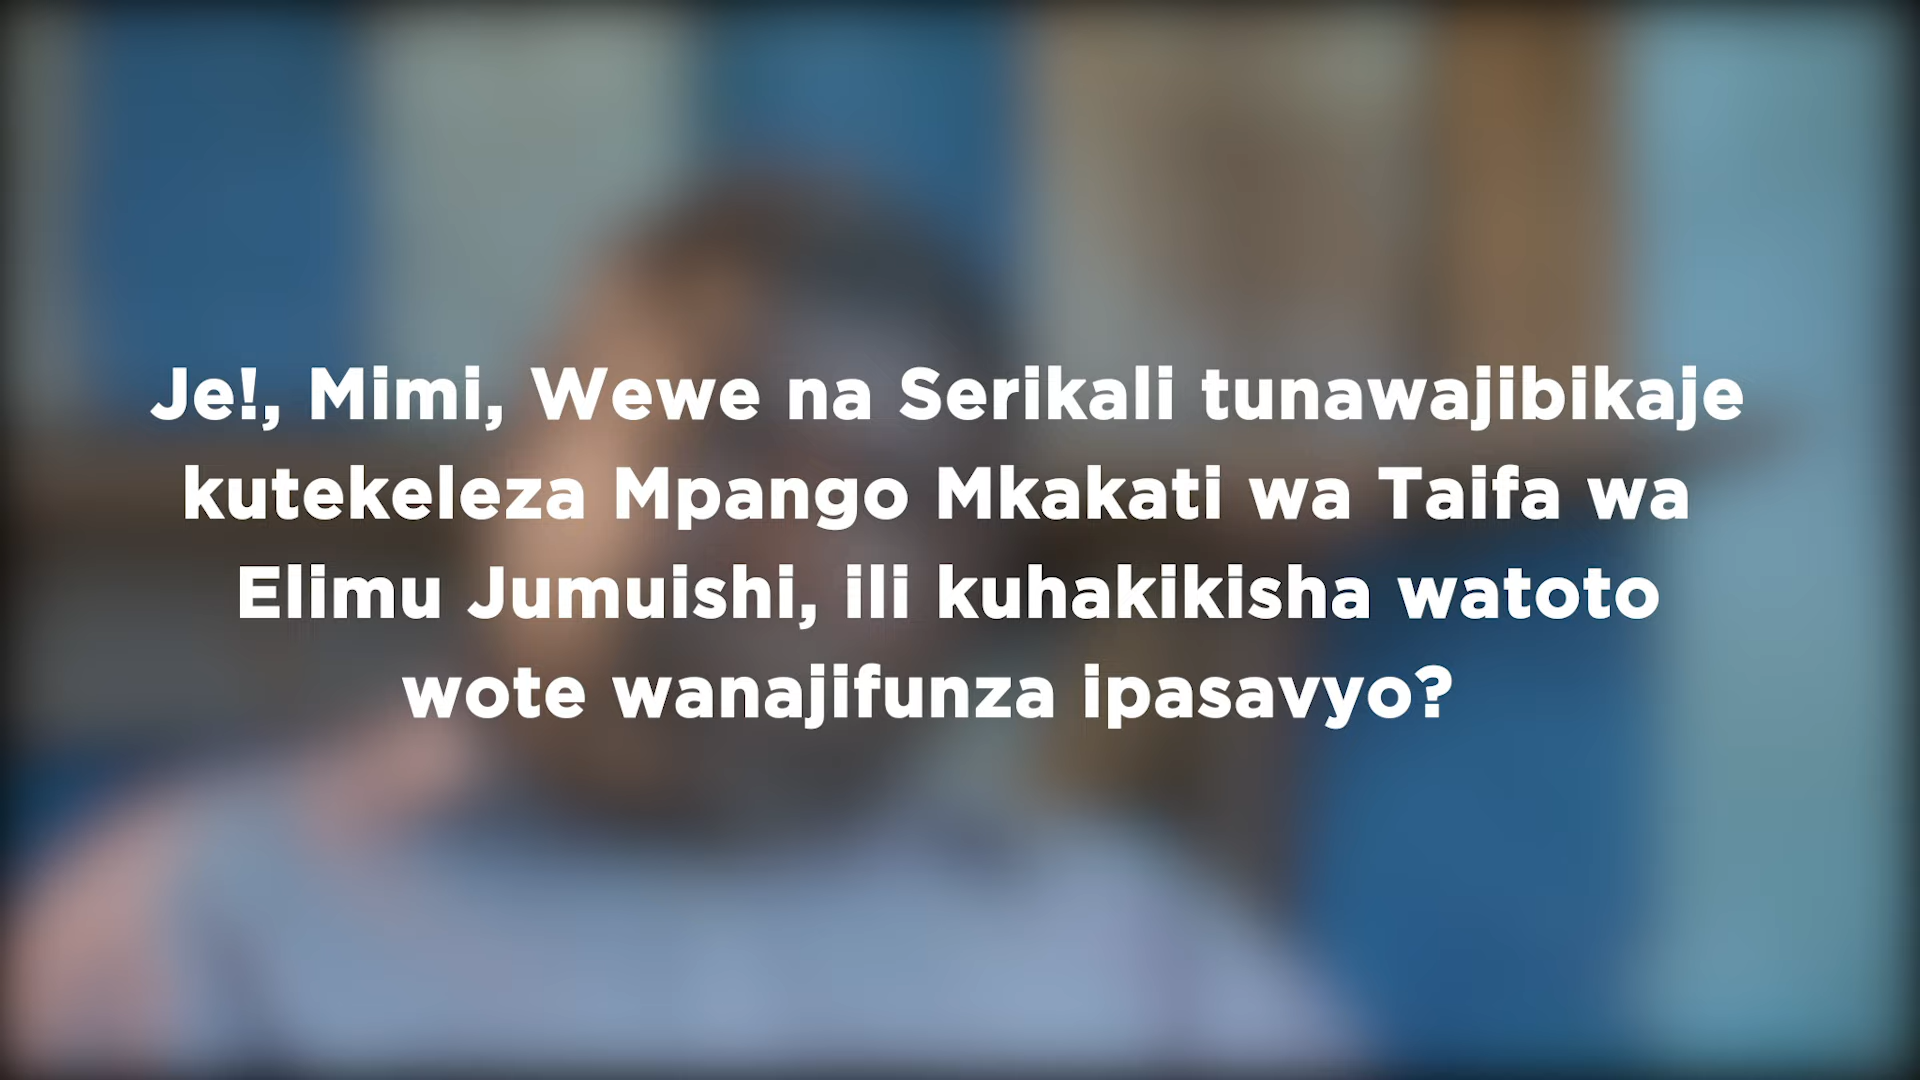 Je!, Mimi, Wewe na Serikali tunawajibikaje
kutekeleza Mpango Mkakati wa Taifa wa
Elimu Jumuishi, ili kuhakikisha watoto
wote wanajifunza ipasavyo?